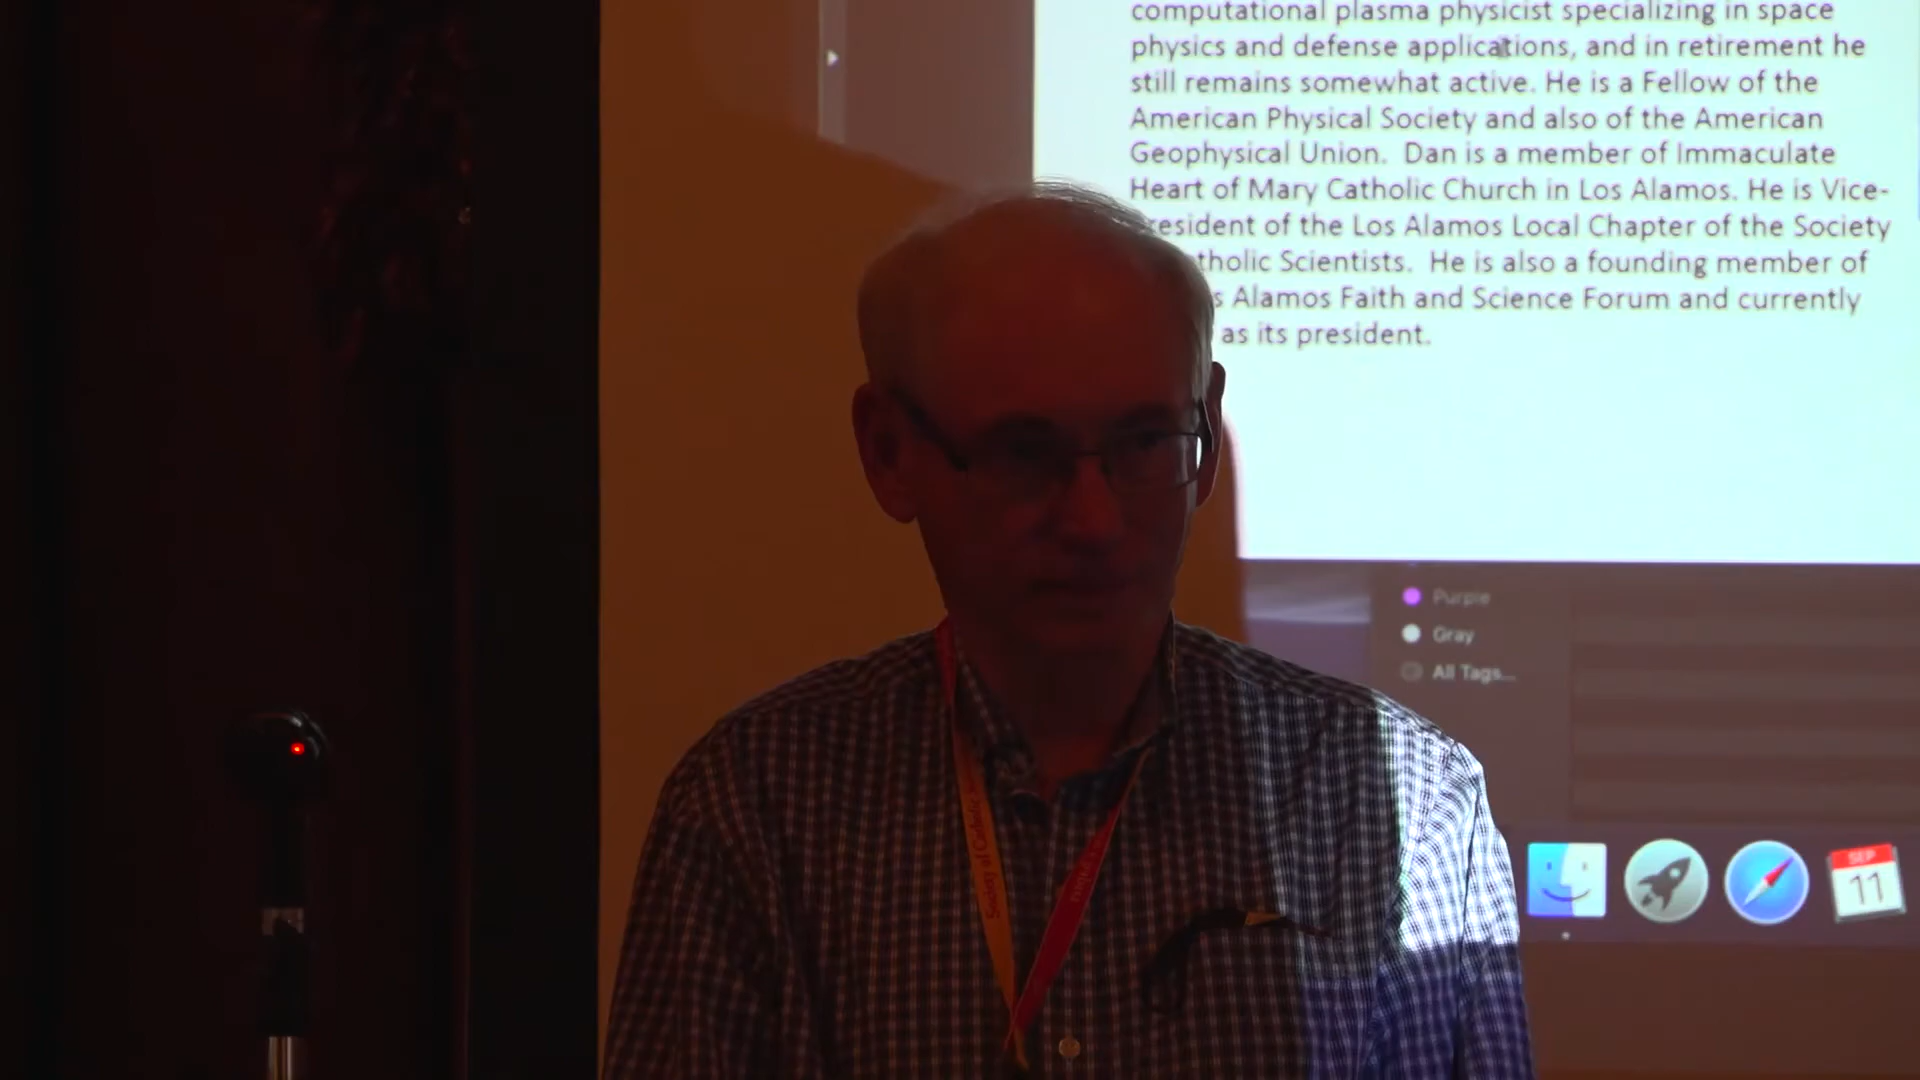 computational plasma physicist specializing in space
physics and defense applications, and in retirement he
still remains somewhat active. He is a Fellow of the
American Physical Society and also of the American
Geophysical Union.  Dan is a member of Immaculate
Heart of Mary Catholic Church in Los Alamos. He is Vice-
resident of the Los Alamos Local Chapter of the Society
tholic Scientists.  He is also a founding member of
s Alamos Faith and Science Forum and currently
as its president.
Purple
Gray
All Tags...
SEP
11
Society of Catholic